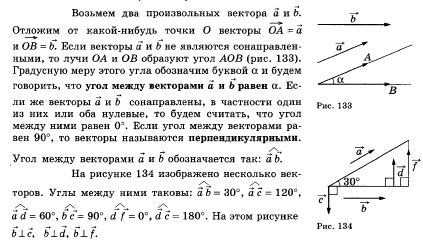 Возьмем два произвольных вектора a⃗ и b⃗.
Отложим от какой-нибудь точки O векторы OA⃗ = a⃗
и OB⃗ = b⃗. Если векторы a⃗ и b⃗ не являются сонаправлен-
ными, то лучи OA и OB образуют угол AOB (рис. 133).
Градусную меру этого угла обозначим буквой α и будем
говорить, что угол между векторами a⃗ и b⃗ равен α. Ес-
ли же векторы a⃗ и b⃗ сонаправлены, в частности один
из них или оба нулевые, то будем считать, что угол
между ними равен 0°. Если угол между векторами ра-
вен 90°, то векторы называются перпендикулярными.
Угол между векторами a⃗ и b⃗ обозначается так: a⃗ b⃗.
На рисунке 134 изображено несколько век-
торов. Углы между ними таковы: a⃗ b⃗ = 30°, a⃗ c⃗ = 120°,
a⃗ d⃗ = 60°, b⃗ c⃗ = 90°, d⃗ f⃗ = 0°, d⃗ c⃗ = 180°. На этом рисунке
b⃗⊥c⃗, b⃗⊥d⃗, b⃗⊥f⃗.
b⃗
a⃗
A
α
B
Рис. 133
a⃗
30°
d⃗
f⃗
c⃗
b⃗
Рис. 134